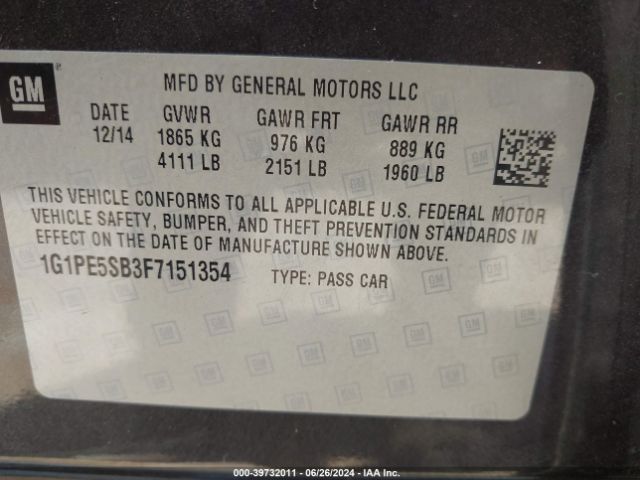 GM
MFD BY GENERAL MOTORS LLC
DATE GVWR GAWR FRT GAWR RR
12/14 1865 KG 976 KG 889 KG
4111 LB 2151 LB 1960 LB
THIS VEHICLE CONFORMS TO ALL APPLICABLE U.S. FEDERAL MOTOR
VEHICLE SAFETY, BUMPER, AND THEFT PREVENTION STANDARDS IN
EFFECT ON THE DATE OF MANUFACTURE SHOWN ABOVE.
1G1PE5SB3F7151354 TYPE: PASS CAR
000-39732011 - 06/26/2024 - IAA Inc.